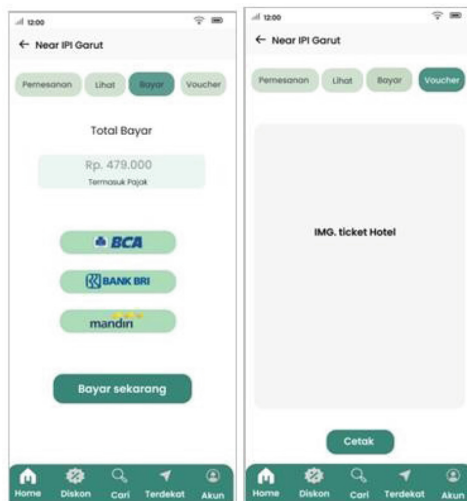 12:00
← Near IPI Garut
Pemesanan Lihat Bayar Voucher
Total Bayar
Rp. 479.000
Termasuk Pajak
BCA
BANK BRI
mandiri
Bayar sekarang
Home Diskon Cari Terdekat Akun
12:00
← Near IPI Garut
Pemesanan Lihat Bayar Voucher
IMG. ticket Hotel
Cetak
Home Diskon Cari Terdekat Akun